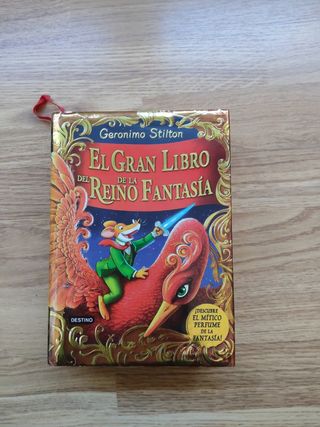 Geronimo Stilton
EL GRAN LIBRO
DE LA
DEL REINO FANTASÍA
DESTINO
¡DESCUBRE
EL MÍTICO
PERFUME
DE LA
FANTASÍA!